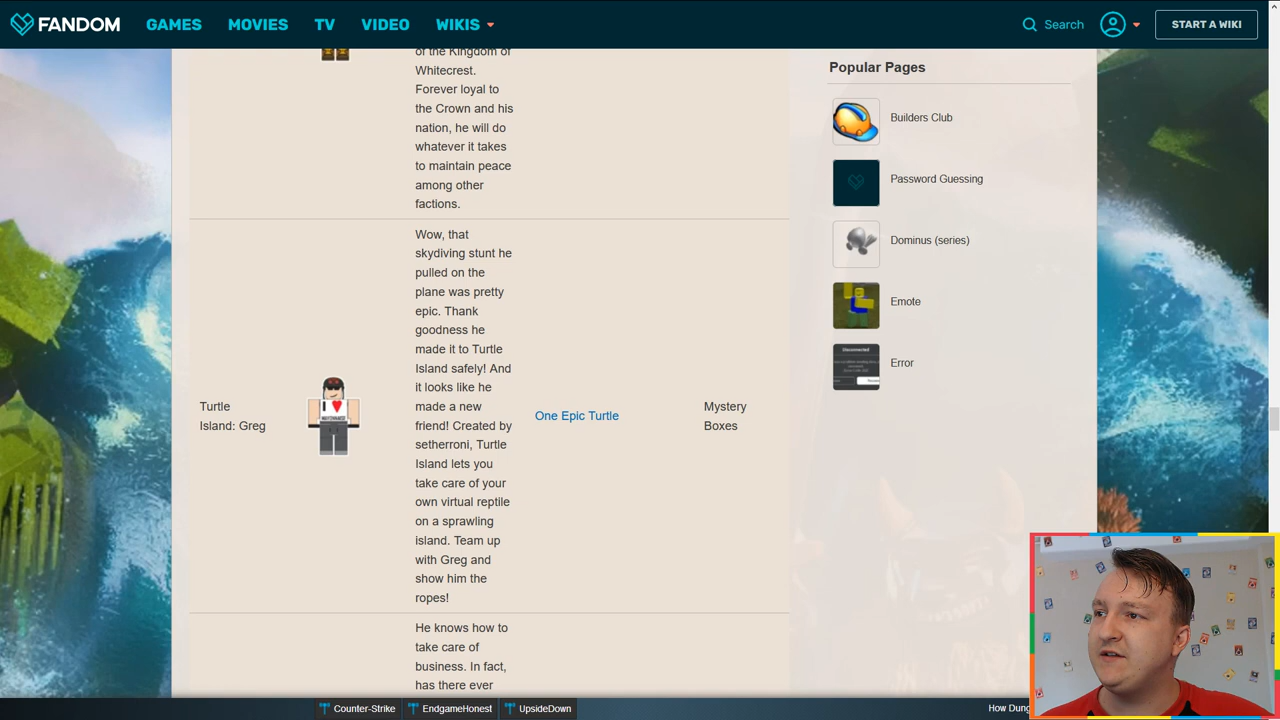 FANDOM
GAMES
MOVIES
TV
VIDEO
WIKIS
Search
START A WIKI
of the Kingdom of
Whitecrest.
Forever loyal to
the Crown and his
nation, he will do
whatever it takes
to maintain peace
among other
factions.
Turtle
Island: Greg
Wow, that
skydiving stunt he
pulled on the
plane was pretty
epic. Thank
goodness he
made it to Turtle
Island safely! And
it looks like he
made a new
friend! Created by
setherroni, Turtle
Island lets you
take care of your
own virtual reptile
on a sprawling
island. Team up
with Greg and
show him the
ropes!
One Epic Turtle
Mystery
Boxes
He knows how to
take care of
business. In fact,
has there ever
Popular Pages
Builders Club
Password Guessing
Dominus (series)
Emote
Error
Counter-Strike
EndgameHonest
UpsideDown
How Dung